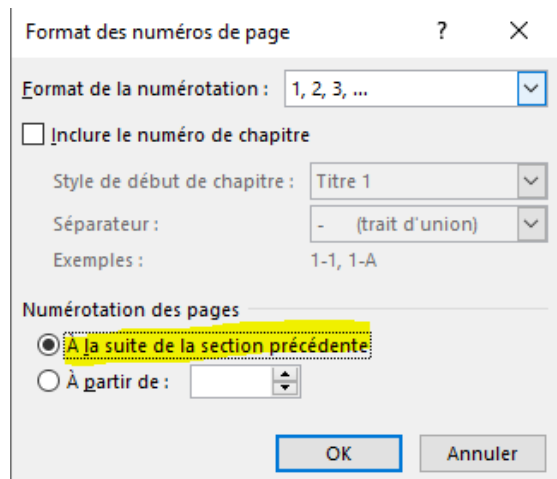 Format des numéros de page ? ×
Format de la numérotation : 1, 2, 3, ...
Inclure le numéro de chapitre
Style de début de chapitre : Titre 1
Séparateur : - (trait d'union)
Exemples : 1-1, 1-A
Numérotation des pages
À la suite de la section précédente
À partir de :
OK Annuler